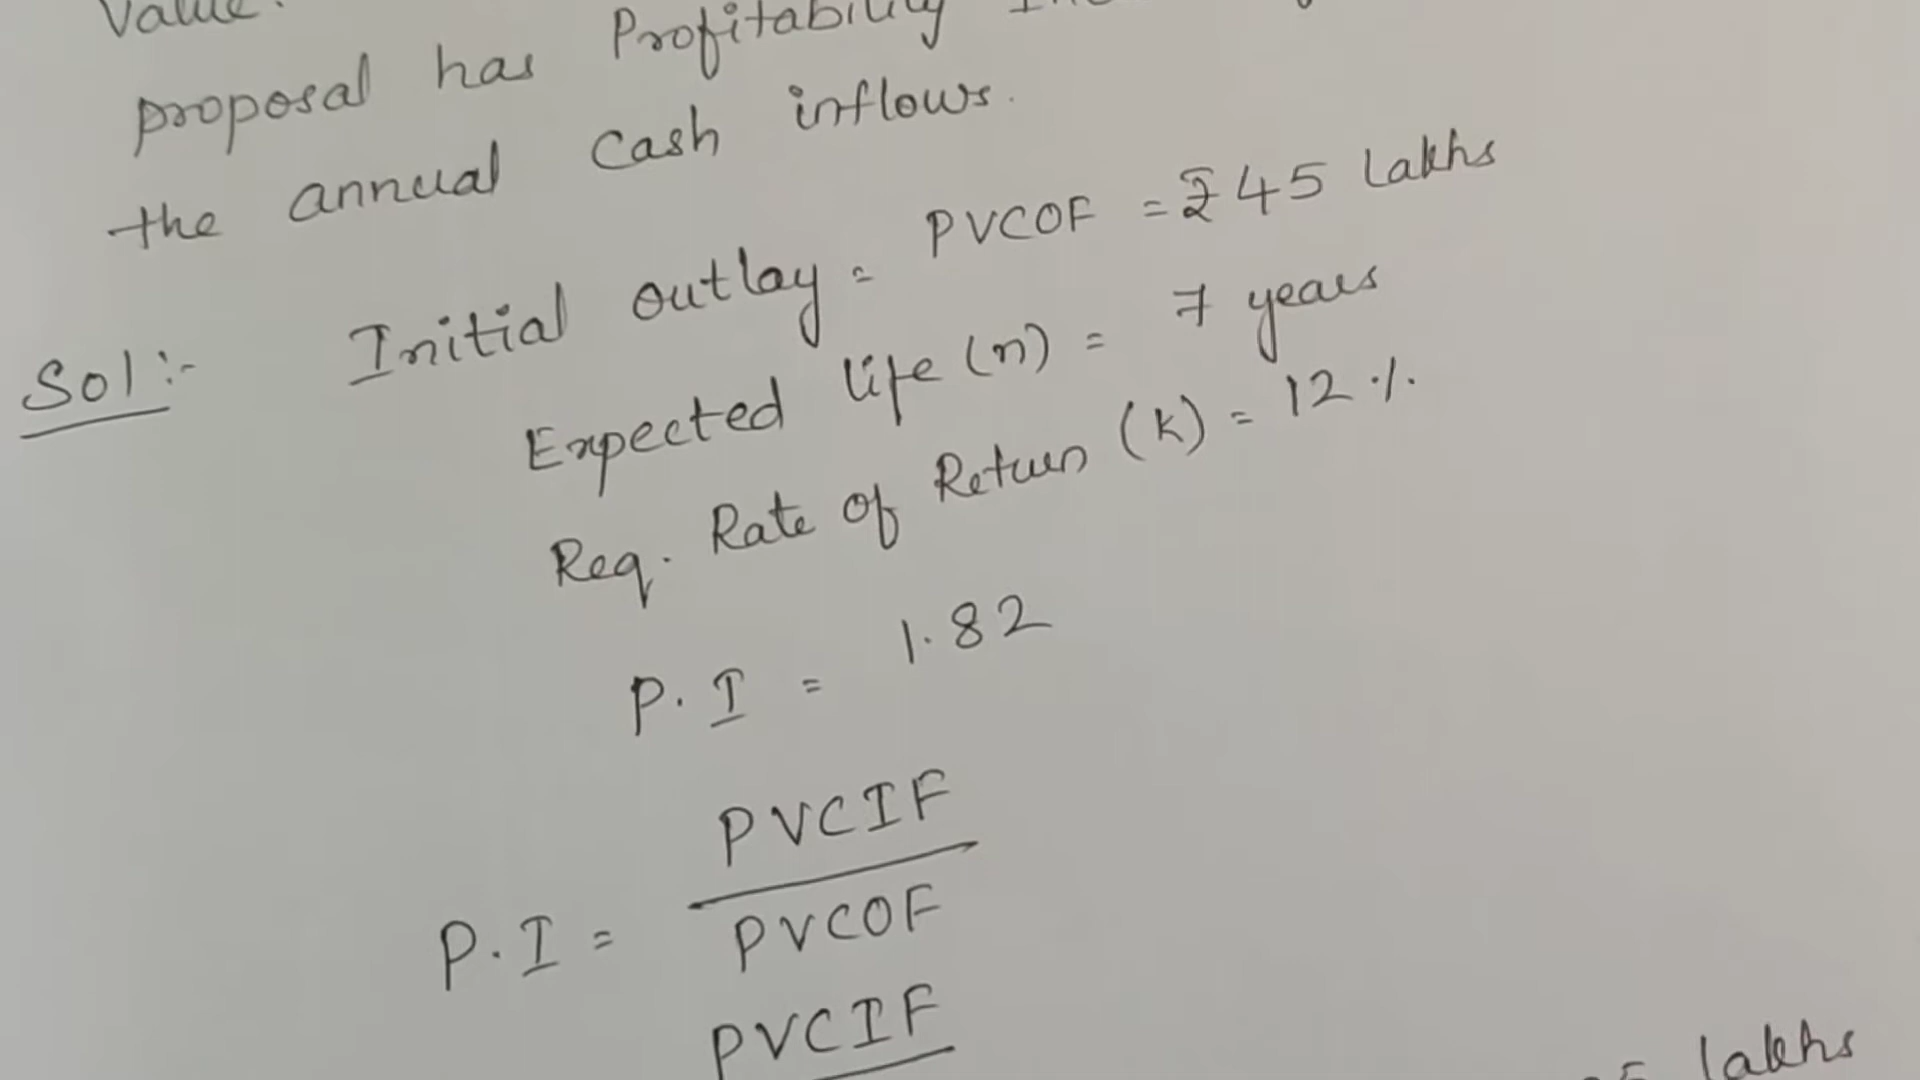 Value.
proposal has Profitability
the annual cash inflows.
Sol:- Initial outlay = PVCOF = ₹45 lakhs
Expected life (n) = 7 years
Req. Rate of Return (k) = 12 %.
P.I = 1.82
P.I = PVCIF
PVCOF
PVCIF
lakhs